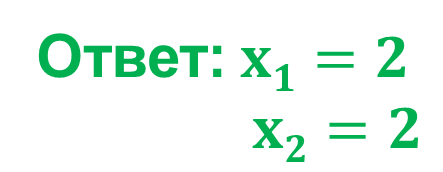 Ответ: x₁ = 2
x₂ = 2